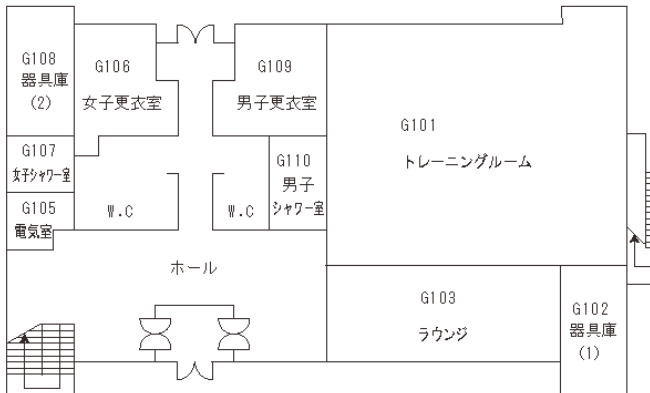 G108
器具庫
(2)
G106
女子更衣室
G109
男子更衣室
G101
トレーニングルーム
G107
女子シャワー室
G110
男子
シャワー室
G105
電気室
W.C
W.C
ホール
G103
ラウンジ
G102
器具庫
(1)